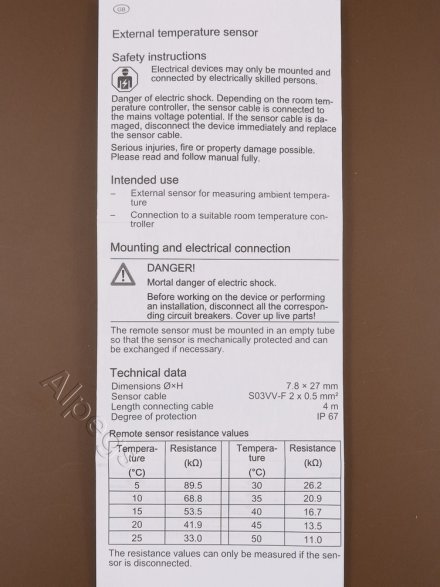 GB
External temperature sensor
Safety instructions
Electrical devices may only be mounted and
connected by electrically skilled persons.
Danger of electric shock. Depending on the room tem-
perature controller, the sensor cable is connected to
the mains voltage potential. If the sensor cable is da-
maged, disconnect the device immediately and replace
the sensor cable.
Serious injuries, fire or property damage possible.
Please read and follow manual fully.
Intended use
– External sensor for measuring ambient tempera-
ture
– Connection to a suitable room temperature con-
troller
Mounting and electrical connection
DANGER!
Mortal danger of electric shock.
Before working on the device or performing
an installation, disconnect all the correspon-
ding circuit breakers. Cover up live parts!
The remote sensor must be mounted in an empty tube
so that the sensor is mechanically protected and can
be exchanged if necessary.
Technical data
Dimensions Ø×H 7.8 × 27 mm
Sensor cable S03VV-F 2 x 0.5 mm²
Length connecting cable 4 m
Degree of protection IP 67
Remote sensor resistance values
Tempera- Resistance Tempera- Resistance
ture (kΩ) ture (kΩ)
(°C) (°C)
5 89.5 30 26.2
10 68.8 35 20.9
15 53.5 40 16.7
20 41.9 45 13.5
25 33.0 50 11.0
The resistance values can only be measured if the sen-
sor is disconnected.